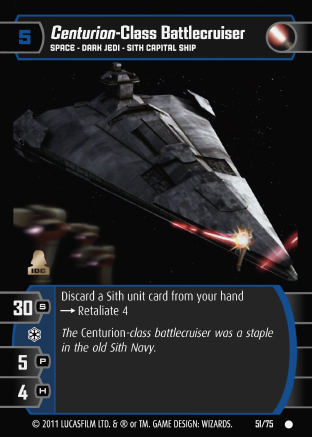 5
Centurion-Class Battlecruiser
SPACE - DARK JEDI - SITH CAPITAL SHIP
IDC
30 S
Discard a Sith unit card from your hand
→ Retaliate 4
The Centurion-class battlecruiser was a staple
in the old Sith Navy.
5 P
4 H
© 2011 LUCASFILM LTD. & ® or TM. GAME DESIGN: WIZARDS.
51/75